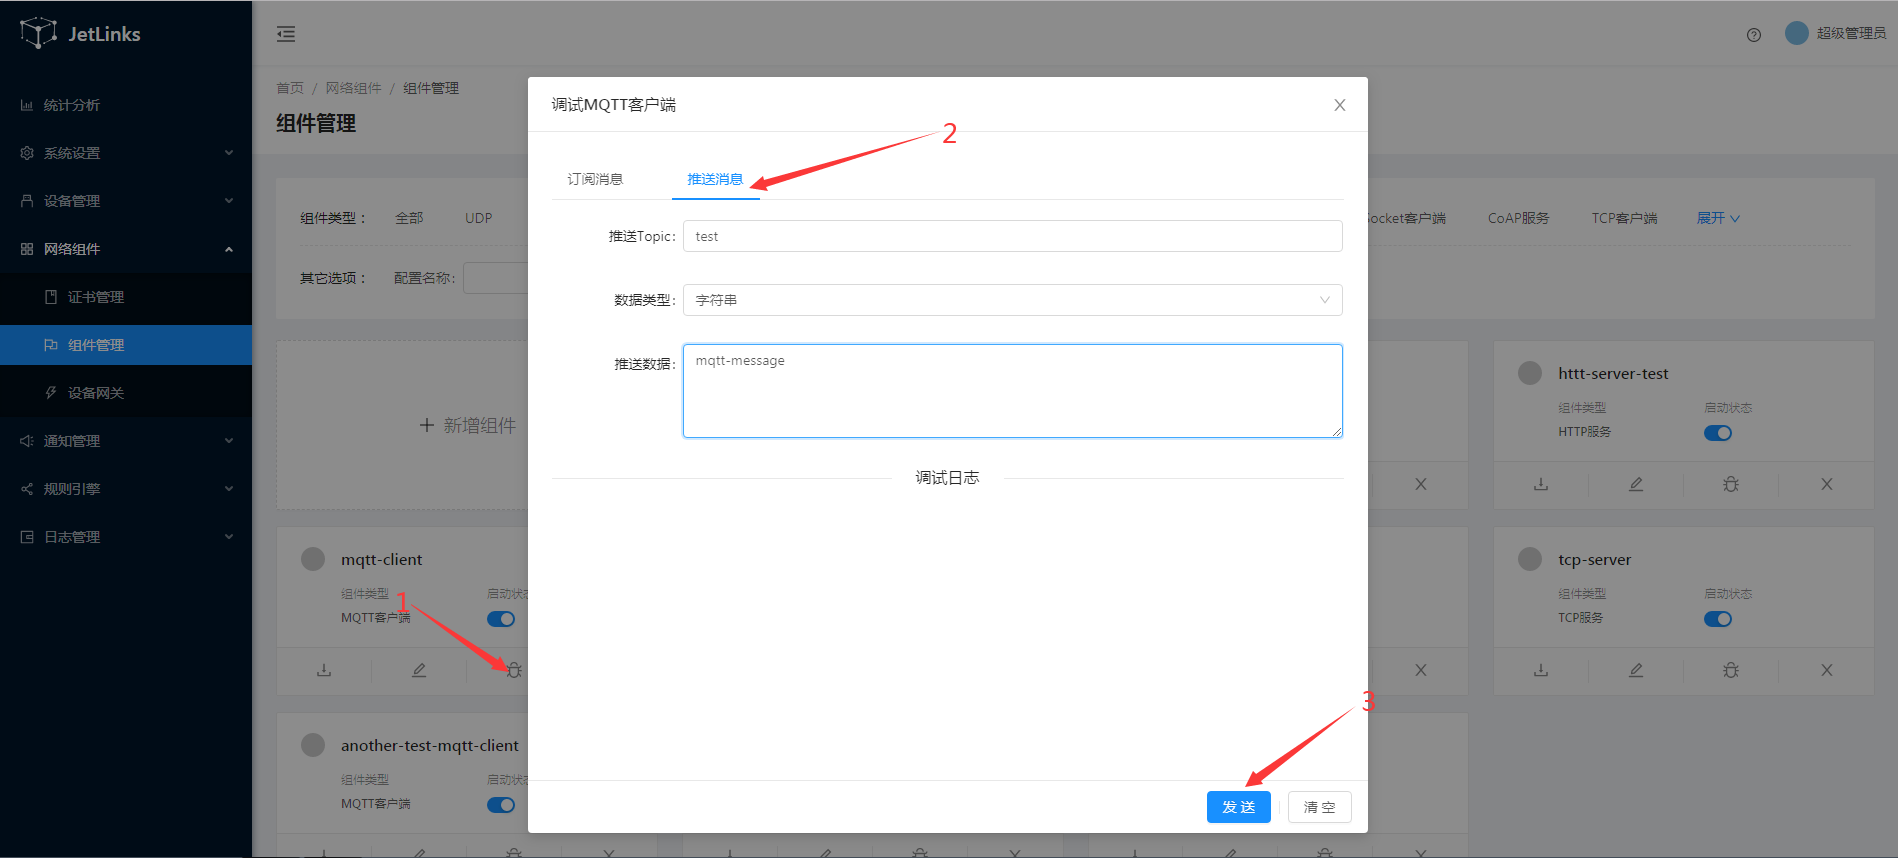 JetLinks
超级管理员
统计分析
系统设置
设备管理
网络组件
证书管理
组件管理
设备网关
通知管理
规则引擎
日志管理
首页 / 网络组件 / 组件管理
组件管理
组件类型：
全部
UDP
Socket客户端
CoAP服务
TCP客户端
展开
其它选项：
配置名称:
调试MQTT客户端
2
订阅消息
推送消息
推送Topic:
test
数据类型:
字符串
推送数据:
mqtt-message
调试日志
3
发 送
清 空
新增组件
httt-server-test
组件类型
启动状态
HTTP服务
mqtt-client
组件类型
启动状态
1
MQTT客户端
tcp-server
组件类型
启动状态
TCP服务
another-test-mqtt-client
组件类型
启动状态
MQTT客户端